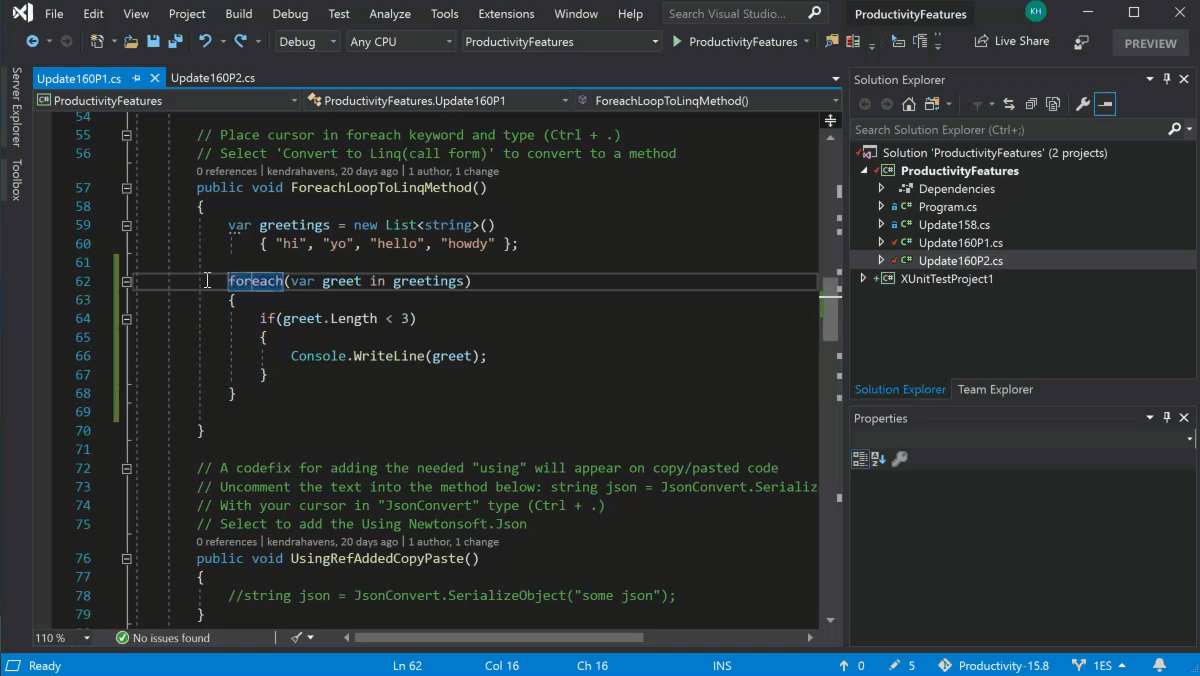 File Edit View Project Build Debug Test Analyze Tools Extensions Window Help Search Visual Studio... ProductivityFeatures KH
Debug Any CPU ProductivityFeatures ProductivityFeatures Live Share PREVIEW
Server Explorer
Toolbox
Update160P1.cs Update160P2.cs
C# ProductivityFeatures ProductivityFeatures.Update160P1 ForeachLoopToLinqMethod()
54
55 // Place cursor in foreach keyword and type (Ctrl + .)
56 // Select 'Convert to Linq(call form)' to convert to a method
0 references | kendrahavens, 20 days ago | 1 author, 1 change
57 public void ForeachLoopToLinqMethod()
58 {
59 var greetings = new List<string>()
60 { "hi", "yo", "hello", "howdy" };
61
62 foreach(var greet in greetings)
63 {
64 if(greet.Length < 3)
65 {
66 Console.WriteLine(greet);
67 }
68 }
69
70 }
71
72 // A codefix for adding the needed "using" will appear on copy/pasted code
73 // Uncomment the text into the method below: string json = JsonConvert.Serializ
74 // With your cursor in "JsonConvert" type (Ctrl + .)
75 // Select to add the Using Newtonsoft.Json
0 references | kendrahavens, 20 days ago | 1 author, 1 change
76 public void UsingRefAddedCopyPaste()
77 {
78 //string json = JsonConvert.SerializeObject("some json");
79 }
110 % No issues found
Solution Explorer
Search Solution Explorer (Ctrl+;)
Solution 'ProductivityFeatures' (2 projects)
C# ProductivityFeatures
Dependencies
C# Program.cs
C# Update158.cs
C# Update160P1.cs
C# Update160P2.cs
+C# XUnitTestProject1
Solution Explorer Team Explorer
Properties
Ready Ln 62 Col 16 Ch 16 INS 0 5 Productivity-15.8 1ES